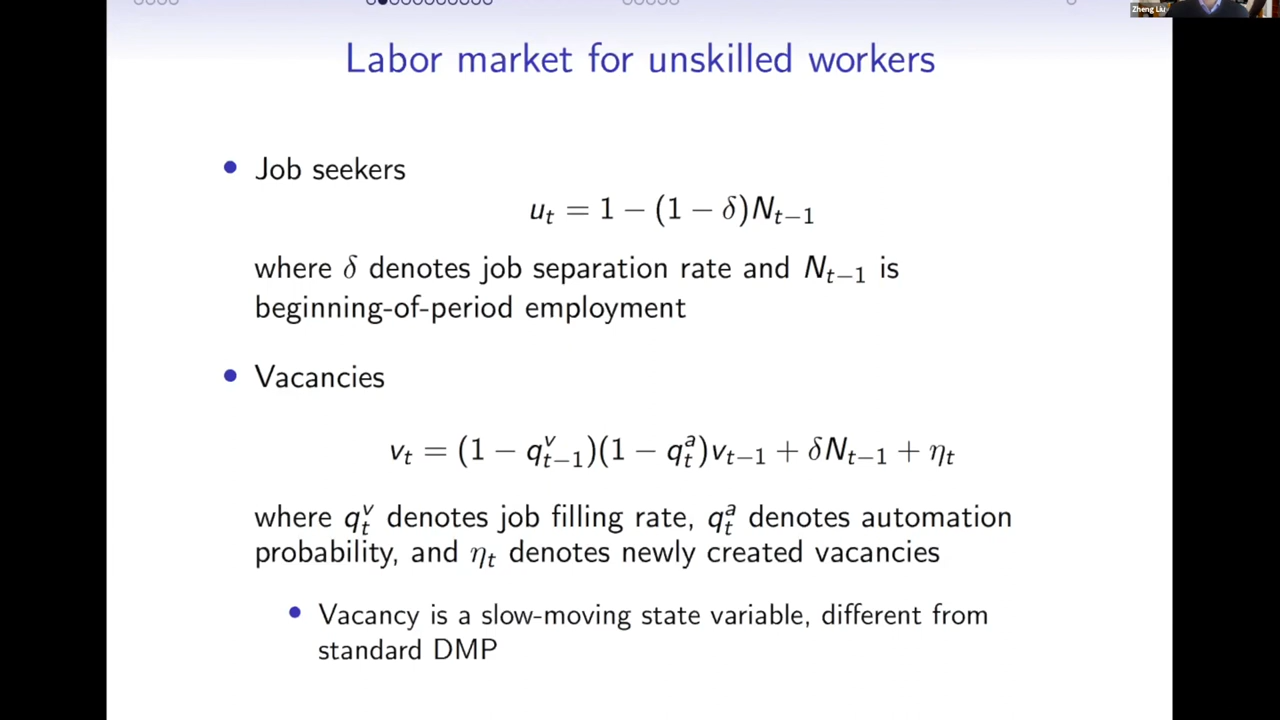 Zheng Liu
Labor market for unskilled workers
• Job seekers
u_t = 1 − (1 − δ)N_{t−1}
where δ denotes job separation rate and N_{t−1} is
beginning-of-period employment
• Vacancies
v_t = (1 − q^v_{t−1})(1 − q^a_t)v_{t−1} + δN_{t−1} + η_t
where q^v_t denotes job filling rate, q^a_t denotes automation
probability, and η_t denotes newly created vacancies
• Vacancy is a slow-moving state variable, different from
standard DMP